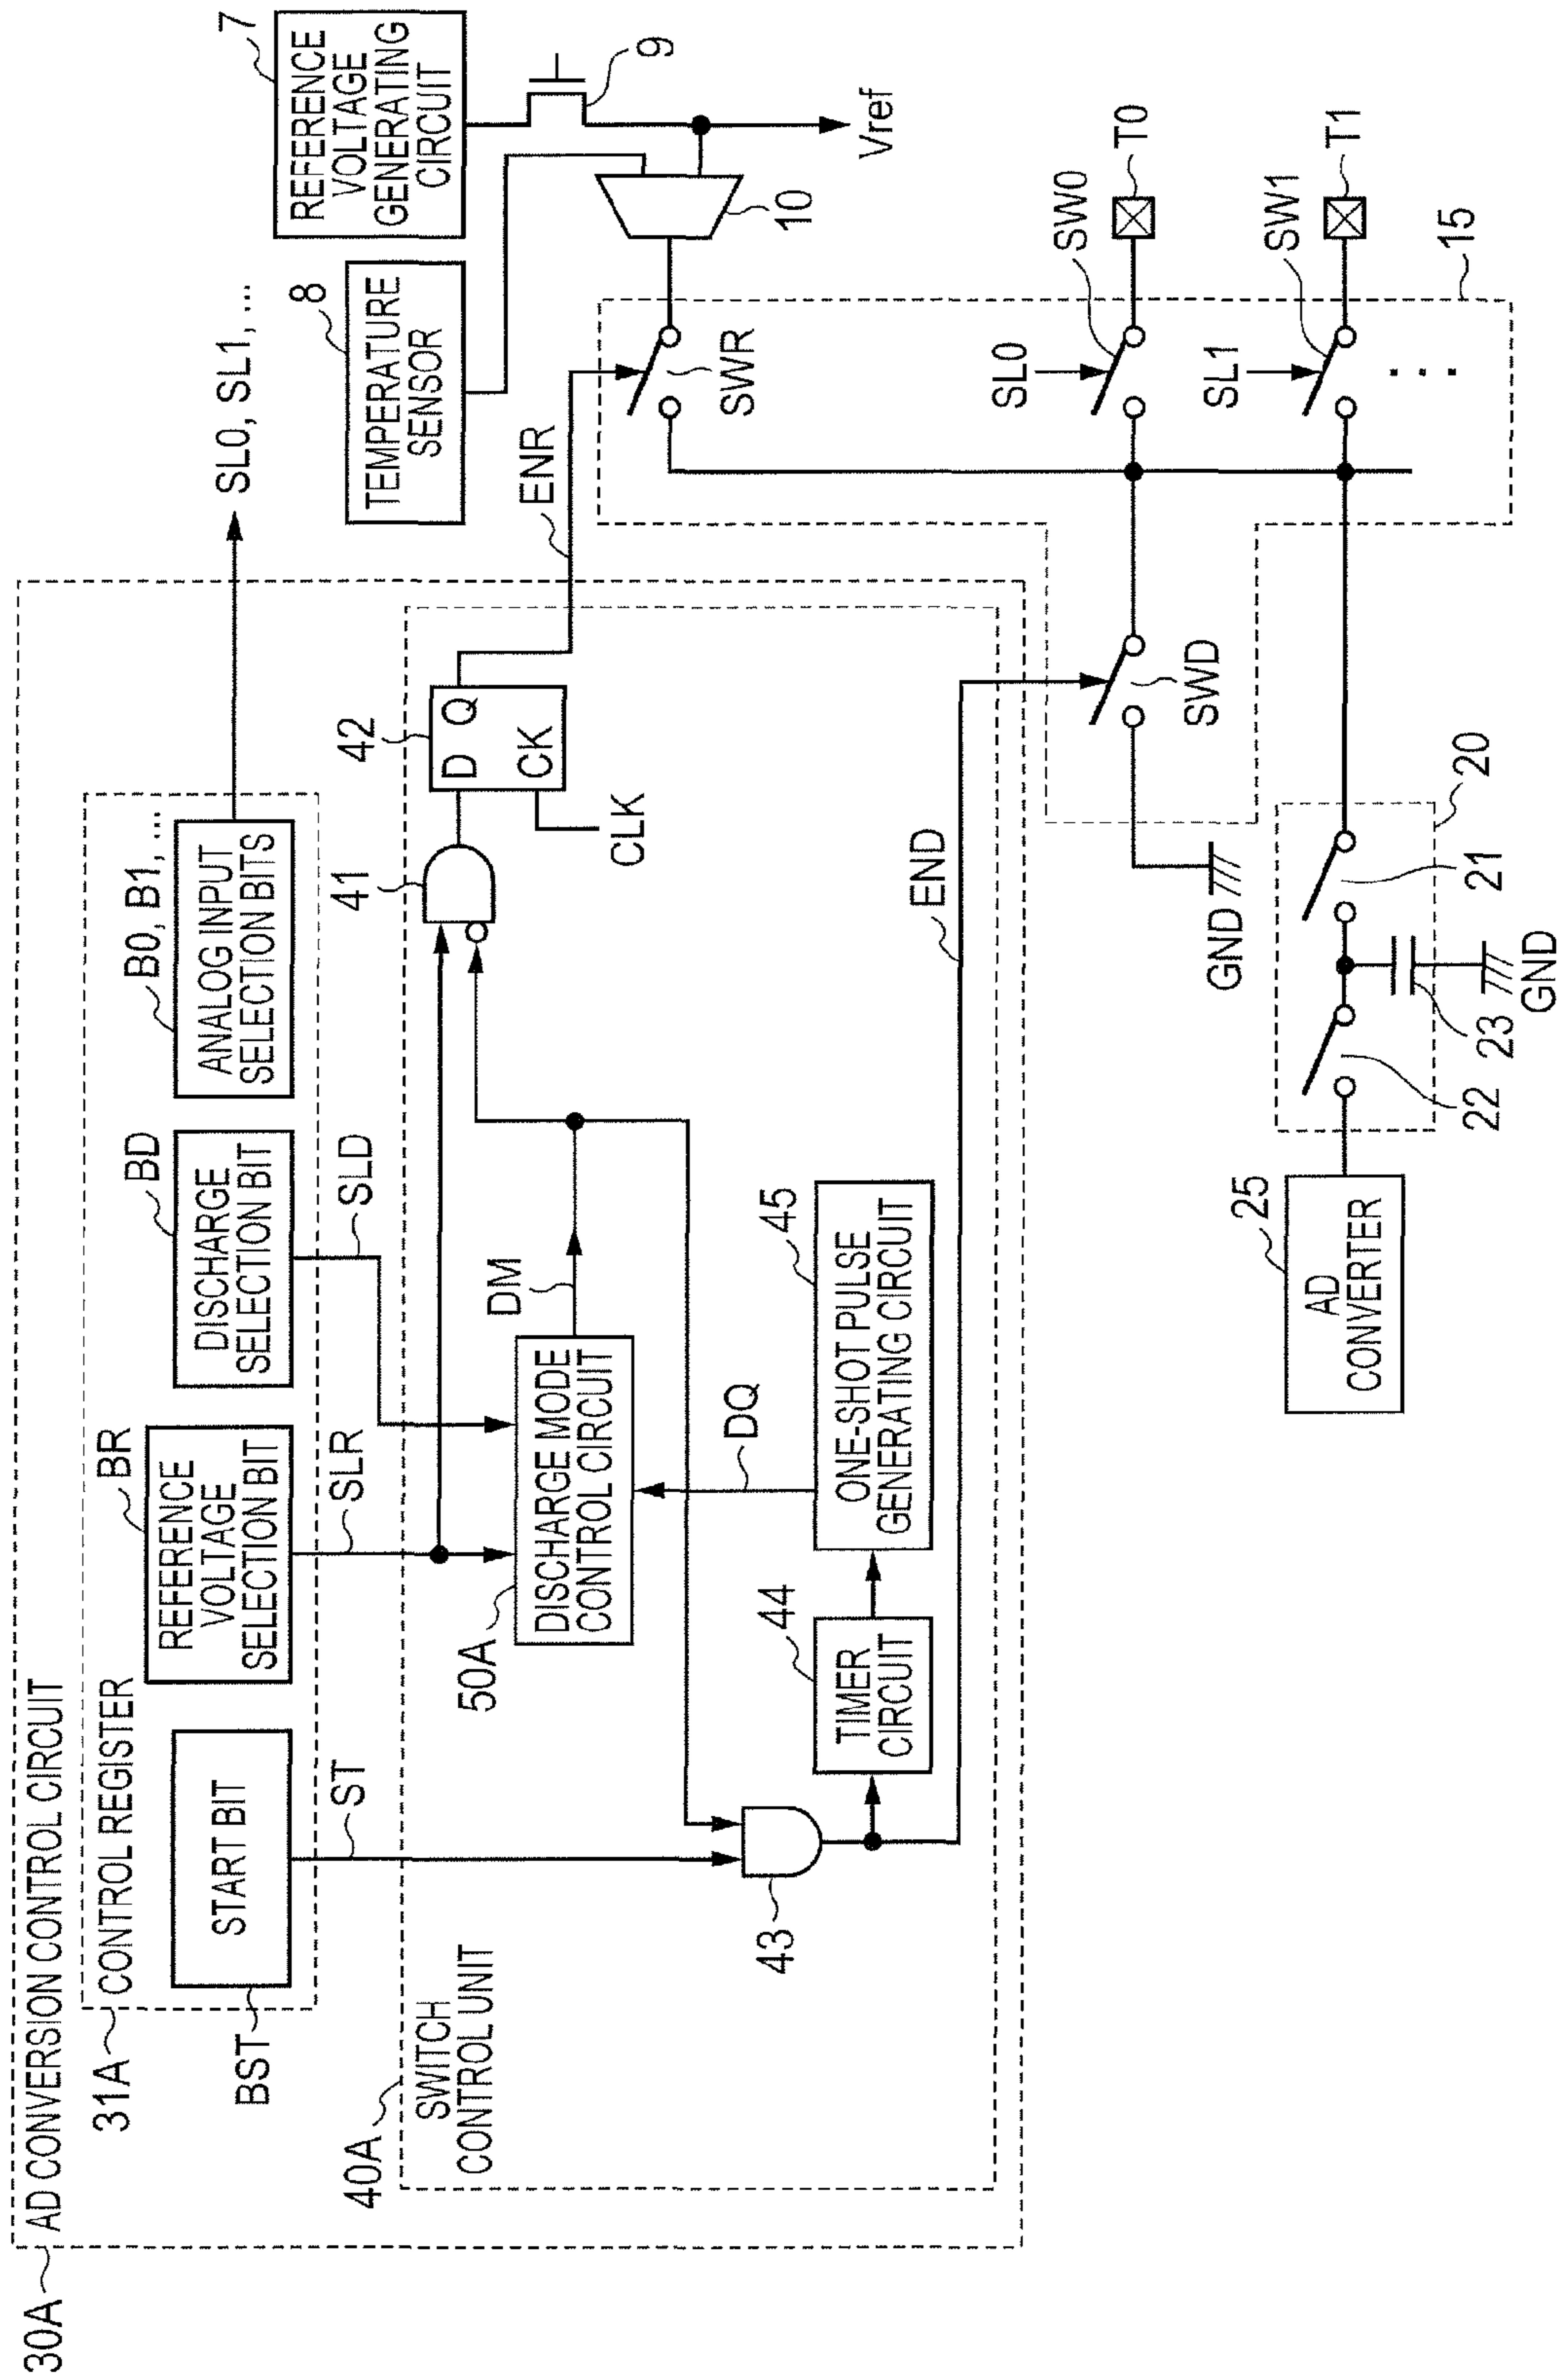 30A
AD CONVERSION CONTROL CIRCUIT
31A
CONTROL REGISTER
BST
START BIT
BR
REFERENCE
VOLTAGE
SELECTION BIT
BD
DISCHARGE
SELECTION BIT
B0, B1, ...
ANALOG INPUT
SELECTION BITS
SL0, SL1, ...
ST
SLR
SLD
40A
SWITCH
CONTROL UNIT
50A
DISCHARGE MODE
CONTROL CIRCUIT
DM
DQ
41
42
D Q
CK
CLK
ENR
43
44
TIMER
CIRCUIT
45
ONE-SHOT PULSE
GENERATING CIRCUIT
END
7
REFERENCE
VOLTAGE
GENERATING
CIRCUIT
8
TEMPERATURE
SENSOR
9
10
Vref
SWR
SL0
SW0
T0
SL1
SW1
T1
...
15
SWD
GND
20
21
22
23
GND
25
AD
CONVERTER